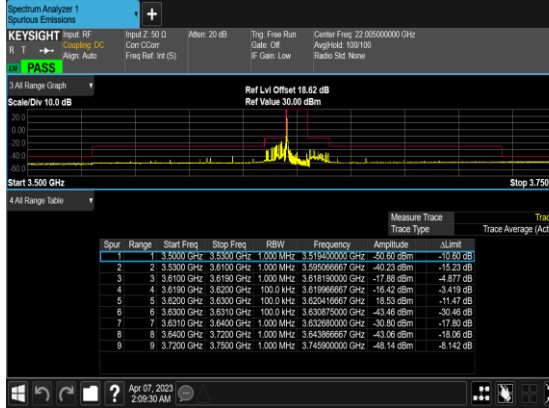 Spectrum Analyzer 1
Spurious Emissions
+
KEYSIGHT Input: RF Input Z: 50 Ω Atten: 20 dB Trig: Free Run Center Freq: 22.005000000 GHz
R T Coupling: DC Corr CCorr Gate: Off Avg|Hold: 100/100
Align: Auto Freq Ref: Int (S) IF Gain: Low Radio Std: None
PASS
3 All Range Graph
Ref Lvl Offset 18.62 dB
Scale/Div 10.0 dB Ref Value 30.00 dBm
20.0
0.00
-20.0
-40.0
-60.0
Start 3.500 GHz Stop 3.750
4 All Range Table
Measure Trace Trac
Trace Type Trace Average (Act
Spur Range Start Freq Stop Freq RBW Frequency Amplitude ΔLimit
1 1 3.5000 GHz 3.5300 GHz 1.000 MHz 3.519400000 GHz -50.60 dBm -10.60 dB
2 2 3.5300 GHz 3.6100 GHz 1.000 MHz 3.595066667 GHz -40.23 dBm -15.23 dB
3 3 3.6100 GHz 3.6190 GHz 1.000 MHz 3.618190000 GHz -17.88 dBm -4.877 dB
4 4 3.6190 GHz 3.6200 GHz 100.0 kHz 3.619966667 GHz -16.42 dBm -3.419 dB
5 5 3.6200 GHz 3.6300 GHz 100.0 kHz 3.620416667 GHz 18.53 dBm -11.47 dB
6 6 3.6300 GHz 3.6310 GHz 100.0 kHz 3.630875000 GHz -43.46 dBm -30.46 dB
7 7 3.6310 GHz 3.6400 GHz 1.000 MHz 3.632680000 GHz -30.80 dBm -17.80 dB
8 8 3.6400 GHz 3.7200 GHz 1.000 MHz 3.643866667 GHz -43.06 dBm -18.06 dB
9 9 3.7200 GHz 3.7500 GHz 1.000 MHz 3.745900000 GHz -48.14 dBm -8.142 dB
? Apr 07, 2023
2:09:30 AM